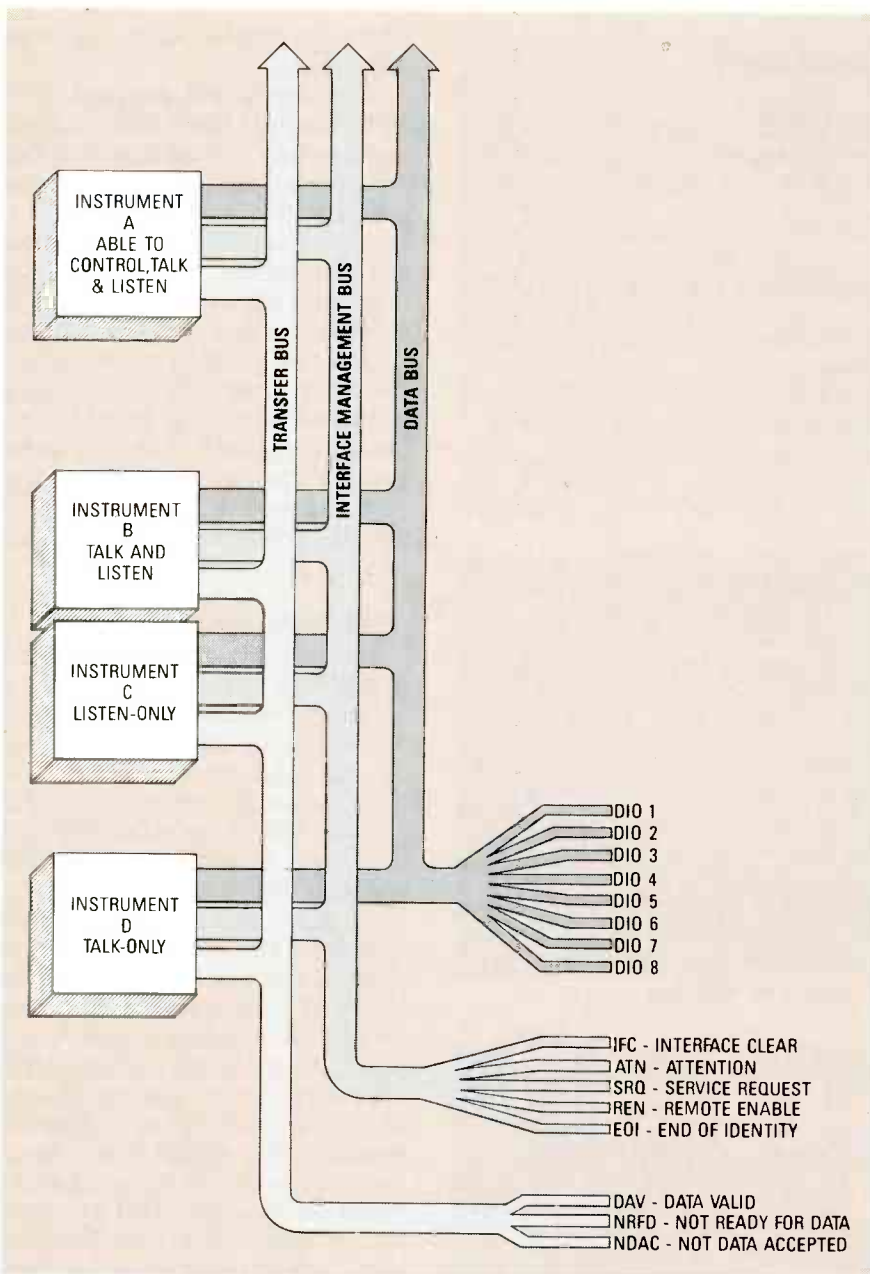 INSTRUMENT
A
ABLE TO
CONTROL,TALK
& LISTEN
TRANSFER BUS
INTERFACE MANAGEMENT BUS
DATA BUS
INSTRUMENT
B
TALK AND
LISTEN
INSTRUMENT
C
LISTEN-ONLY
INSTRUMENT
D
TALK-ONLY
DIO 1
DIO 2
DIO 3
DIO 4
DIO 5
DIO 6
DIO 7
DIO 8
IFC - INTERFACE CLEAR
ATN - ATTENTION
SRQ - SERVICE REQUEST
REN - REMOTE ENABLE
EOI - END OF IDENTITY
DAV - DATA VALID
NRFD - NOT READY FOR DATA
NDAC - NOT DATA ACCEPTED